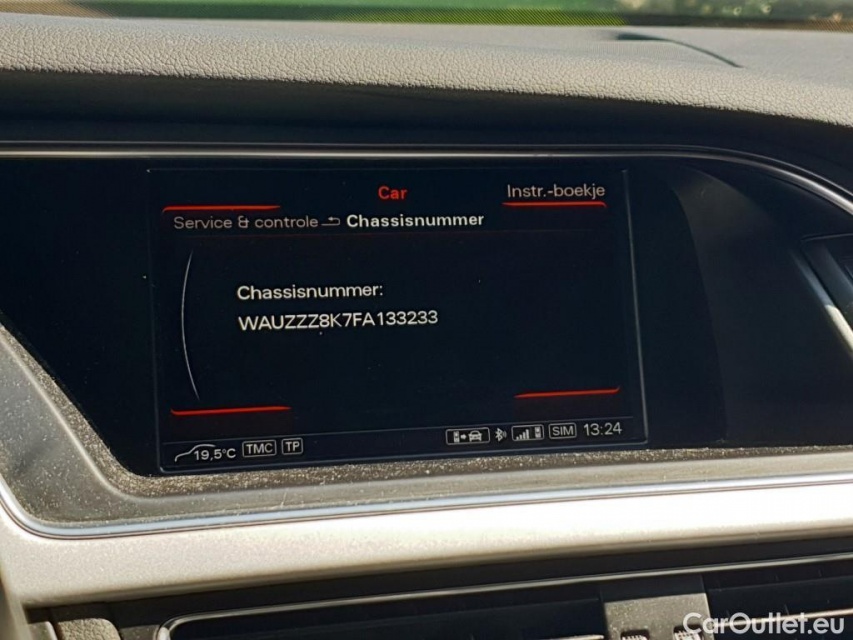 Car
Instr.-boekje
Service & controle Chassisnummer
Chassisnummer:
WAUZZZ8K7FA133233
19,5°C TMC TP
SIM 13:24
CarOutlet.eu